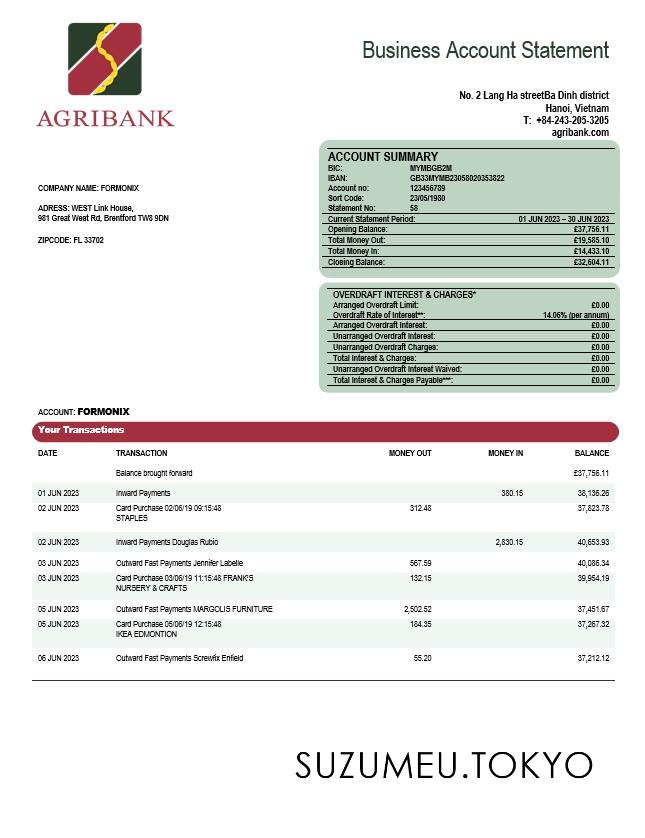 Business Account Statement
AGRIBANK
No. 2 Lang Ha streetBa Dinh district
Hanoi, Vietnam
T: +84-243-205-3205
agribank.com
COMPANY NAME: FORMONIX
ADRESS: WEST Link House,
981 Great West Rd, Brentford TW8 9DN
ZIPCODE: FL 33702
ACCOUNT SUMMARY
BIC: MYMBGB2M
IBAN: GB33MYMB23058020353822
Account no: 123456789
Sort Code: 23/05/1980
Statement No: 58
Current Statement Period: 01 JUN 2023 – 30 JUN 2023
Opening Balance: £37,756.11
Total Money Out: £19,585.10
Total Money In: £14,433.10
Closing Balance: £32,604.11
OVERDRAFT INTEREST & CHARGES*
Arranged Overdraft Limit: £0.00
Overdraft Rate of Interest**: 14.06% (per annum)
Arranged Overdraft Interest: £0.00
Unarranged Overdraft Interest: £0.00
Unarranged Overdraft Charges: £0.00
Total Interest & Charges: £0.00
Unarranged Overdraft Interest Waived: £0.00
Total Interest & Charges Payable***: £0.00
ACCOUNT: FORMONIX
Your Transactions
DATE TRANSACTION MONEY OUT MONEY IN BALANCE
Balance brought forward £37,756.11
01 JUN 2023 Inward Payments 380.15 38,136.26
02 JUN 2023 Card Purchase 02/06/19 09:15:48 312.48 37,823.78
STAPLES
02 JUN 2023 Inward Payments Douglas Rubio 2,830.15 40,653.93
03 JUN 2023 Outward Fast Payments Jennifer Labelle 567.59 40,086.34
03 JUN 2023 Card Purchase 03/06/19 11:15:48 FRANK'S 132.15 39,954.19
NURSERY & CRAFTS
05 JUN 2023 Outward Fast Payments MARGOLIS FURNITURE 2,502.52 37,451.67
05 JUN 2023 Card Purchase 05/06/19 12:15:48 184.35 37,267.32
IKEA EDMONTION
06 JUN 2023 Outward Fast Payments Screwfix Enfield 55.20 37,212.12
SUZUMEU.TOKYO